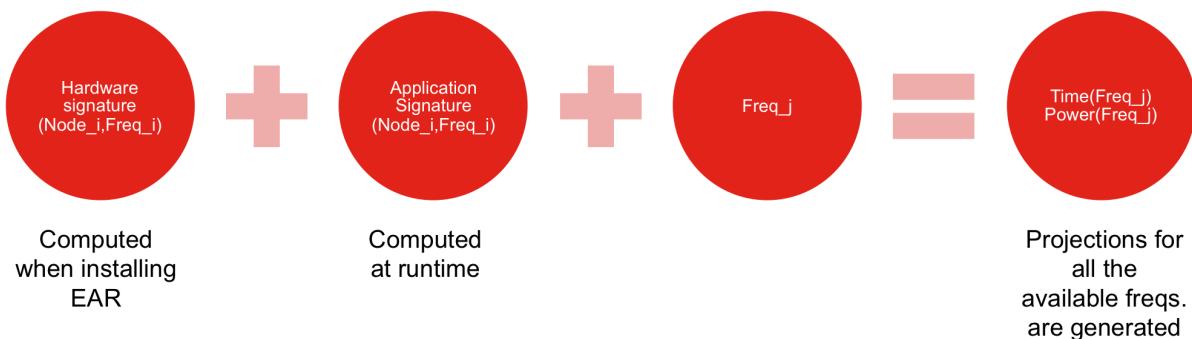 Hardware
signature
(Node_i,Freq_i)
Application
Signature
(Node_i,Freq_i)
Freq_j
Time(Freq_j)
Power(Freq_j)
Computed
when installing
EAR
Computed
at runtime
Projections for
all the
available freqs.
are generated